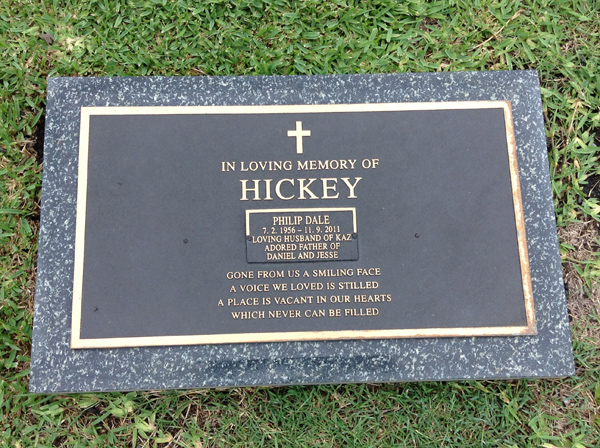 IN LOVING MEMORY OF
HICKEY
PHILIP DALE
7. 2. 1956 – 11. 9. 2011
LOVING HUSBAND OF KAZ
ADORED FATHER OF
DANIEL AND JESSE
GONE FROM US A SMILING FACE
A VOICE WE LOVED IS STILLED
A PLACE IS VACANT IN OUR HEARTS
WHICH NEVER CAN BE FILLED